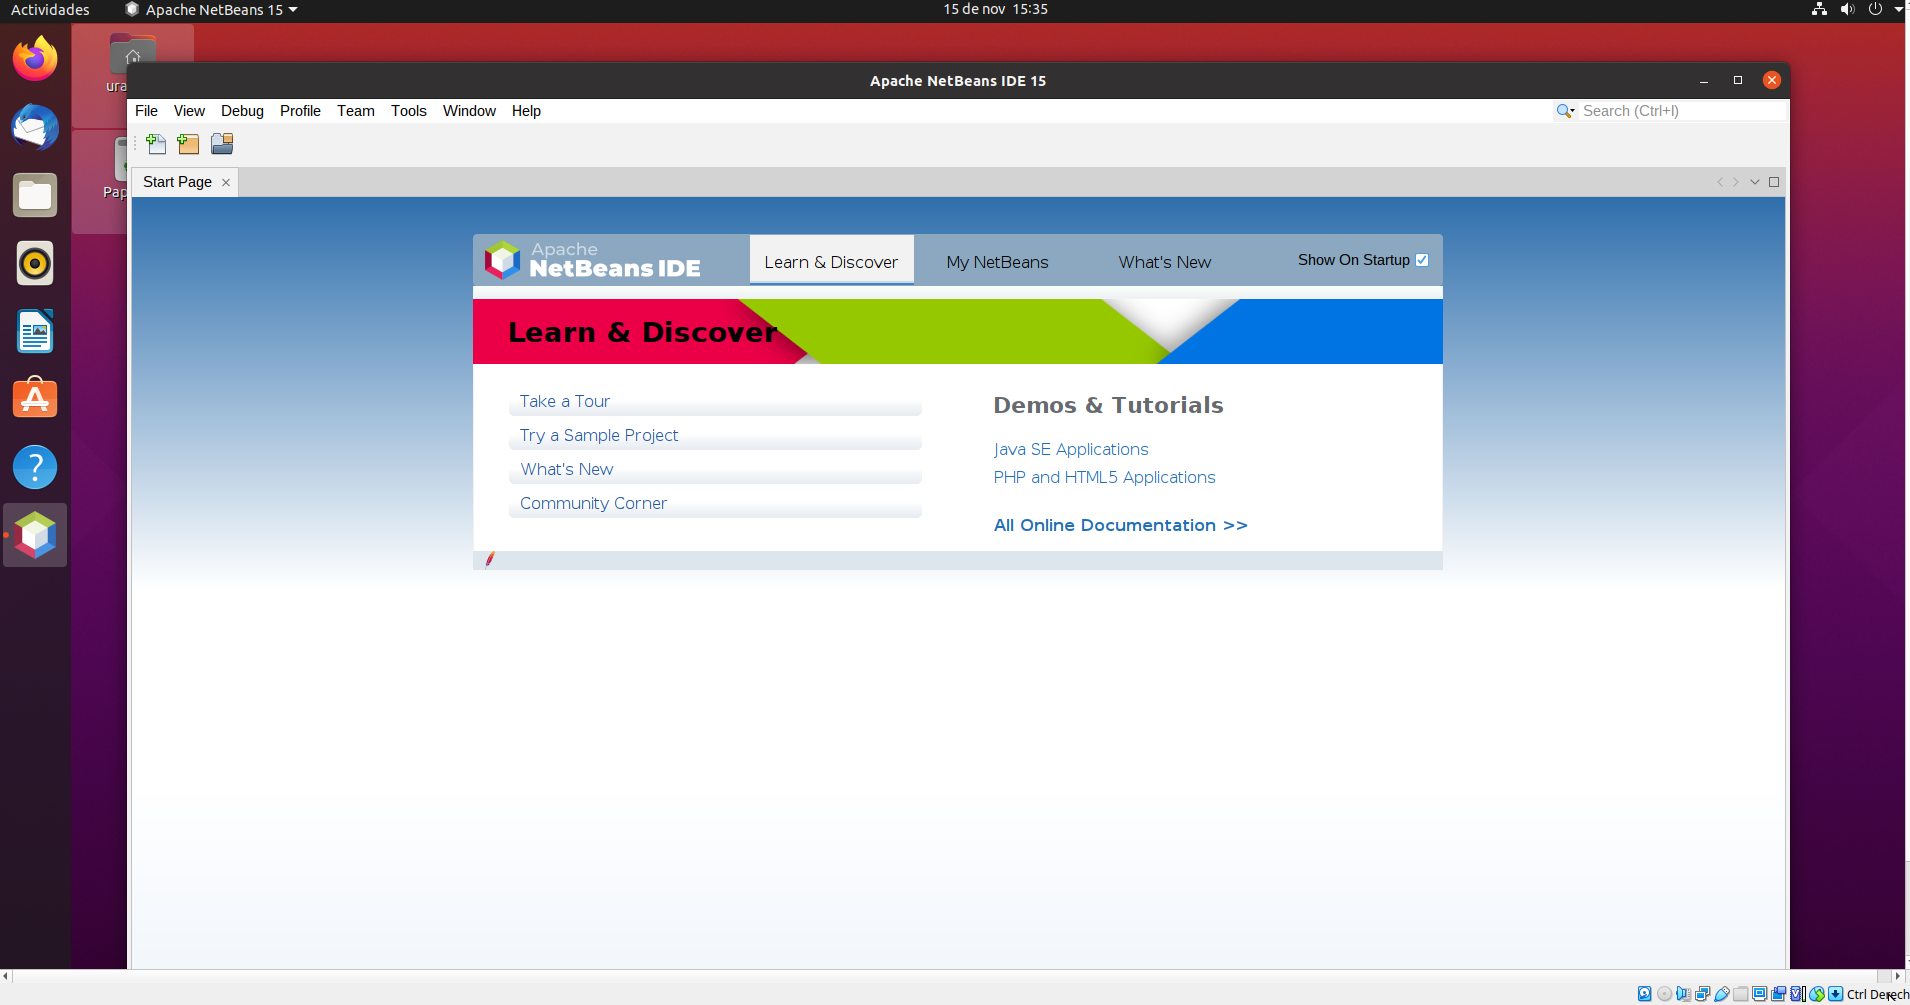 Actividades Apache NetBeans 15 15 de nov 15:35
ura
Pap
Apache NetBeans IDE 15
File View Debug Profile Team Tools Window Help Search (Ctrl+I)
Start Page
Apache
NetBeans IDE
Learn & Discover My NetBeans What's New Show On Startup
Learn & Discover
Take a Tour
Try a Sample Project
What's New
Community Corner
Demos & Tutorials
Java SE Applications
PHP and HTML5 Applications
All Online Documentation >>
Ctrl Derech